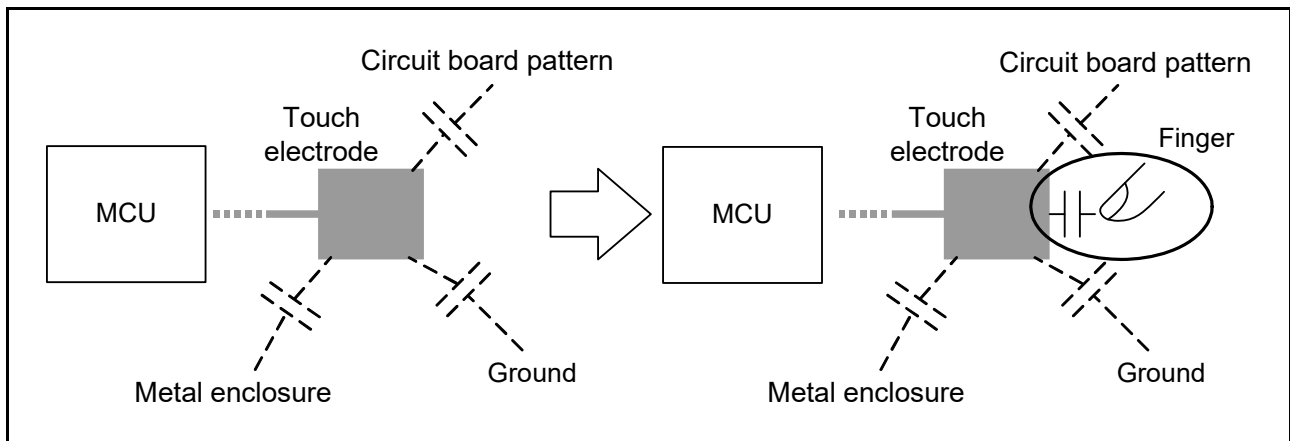 Circuit board pattern
Touch
electrode
MCU
Metal enclosure
Ground
Circuit board pattern
Touch
electrode
Finger
MCU
Metal enclosure
Ground